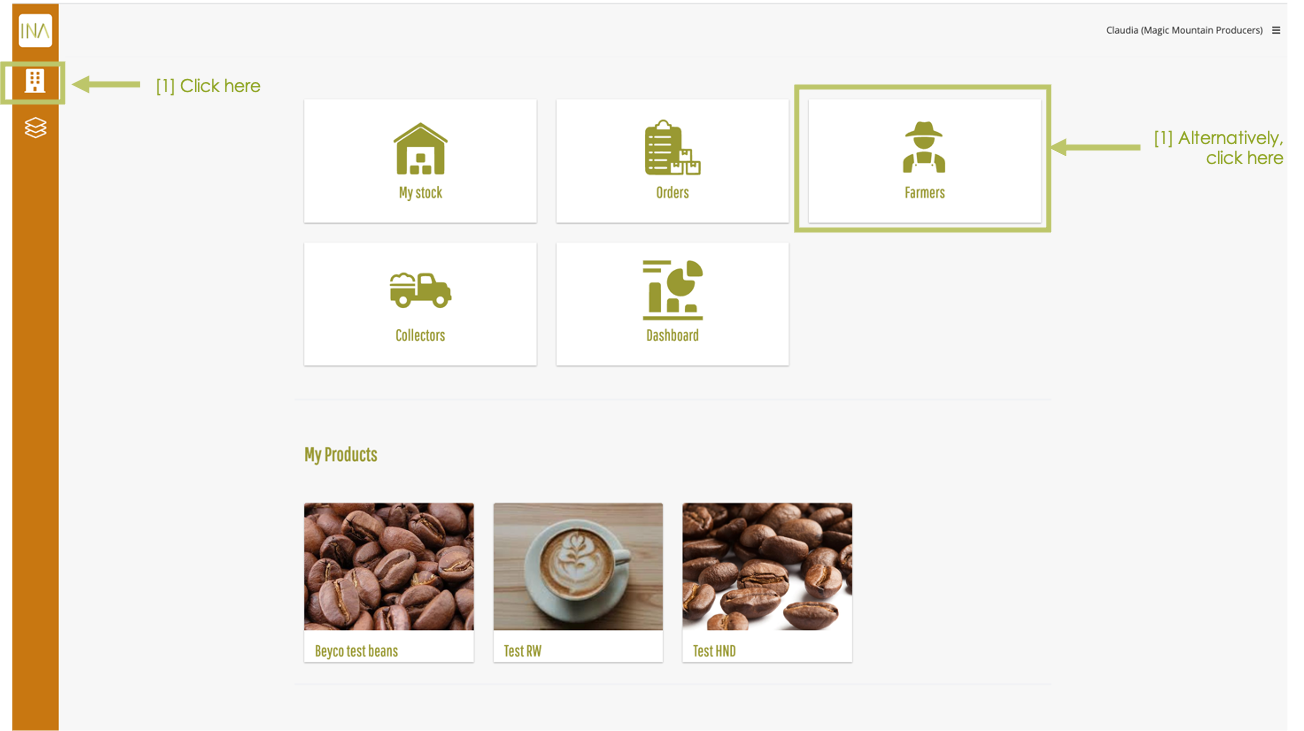 INA
Claudia (Magic Mountain Producers)
[1] Click here
[1] Alternatively,
click here
My stock
Orders
Farmers
Collectors
Dashboard
My Products
Beyco test beans
Test RW
Test HND